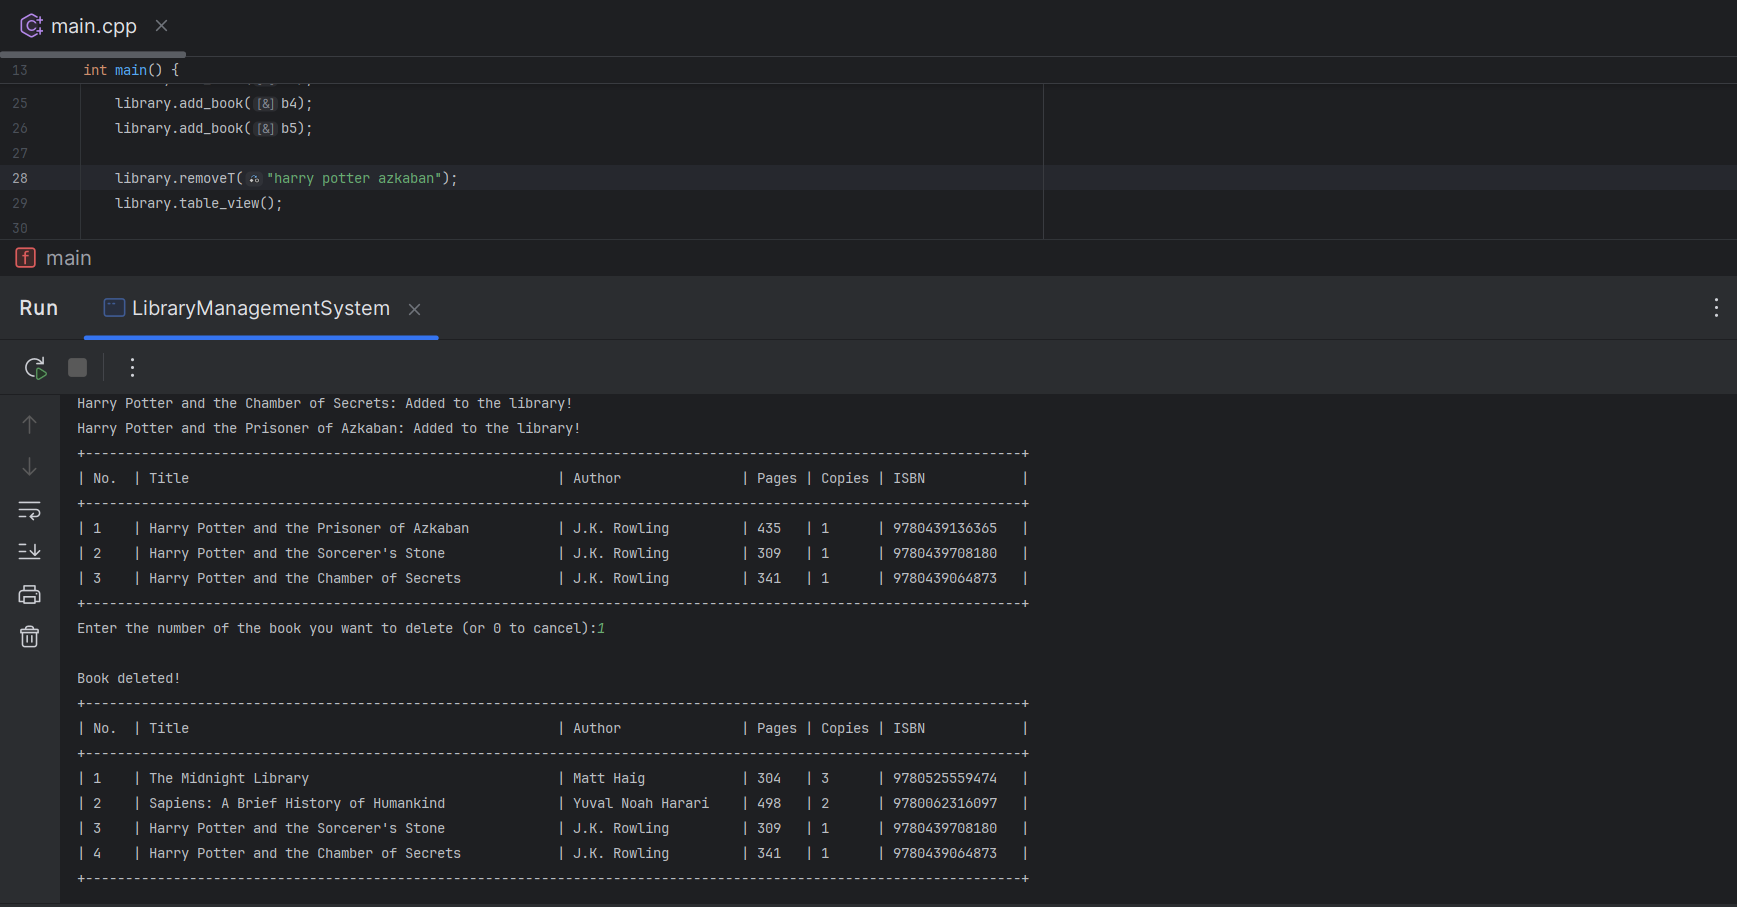 main.cpp
13 int main() {
25 library.add_book([&] b4);
26 library.add_book([&] b5);
27
28 library.removeT("harry potter azkaban");
29 library.table_view();
30
f main
Run LibraryManagementSystem
Harry Potter and the Chamber of Secrets: Added to the library!
Harry Potter and the Prisoner of Azkaban: Added to the library!
+---------------------------------------------------------------------------------------------------------------------+
| No. | Title | Author | Pages | Copies | ISBN |
+---------------------------------------------------------------------------------------------------------------------+
| 1 | Harry Potter and the Prisoner of Azkaban | J.K. Rowling | 435 | 1 | 9780439136365 |
| 2 | Harry Potter and the Sorcerer's Stone | J.K. Rowling | 309 | 1 | 9780439708180 |
| 3 | Harry Potter and the Chamber of Secrets | J.K. Rowling | 341 | 1 | 9780439064873 |
+---------------------------------------------------------------------------------------------------------------------+
Enter the number of the book you want to delete (or 0 to cancel):1
Book deleted!
+---------------------------------------------------------------------------------------------------------------------+
| No. | Title | Author | Pages | Copies | ISBN |
+---------------------------------------------------------------------------------------------------------------------+
| 1 | The Midnight Library | Matt Haig | 304 | 3 | 9780525559474 |
| 2 | Sapiens: A Brief History of Humankind | Yuval Noah Harari | 498 | 2 | 9780062316097 |
| 3 | Harry Potter and the Sorcerer's Stone | J.K. Rowling | 309 | 1 | 9780439708180 |
| 4 | Harry Potter and the Chamber of Secrets | J.K. Rowling | 341 | 1 | 9780439064873 |
+---------------------------------------------------------------------------------------------------------------------+